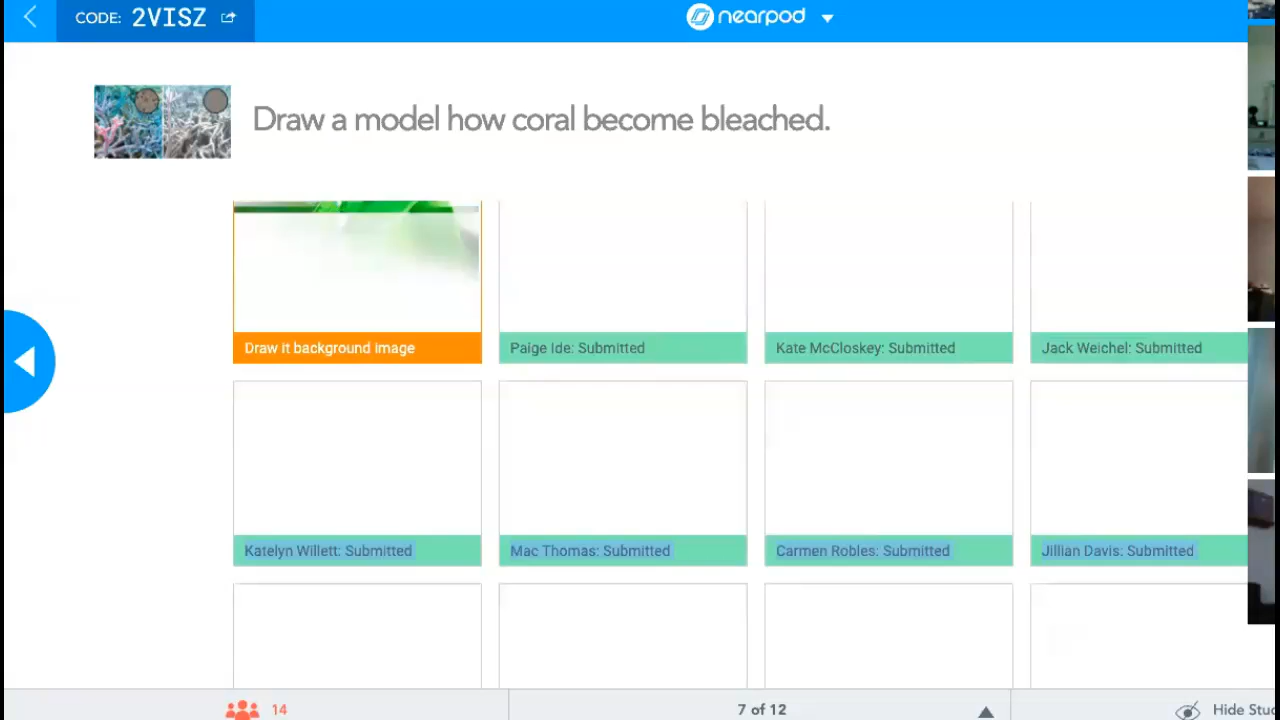 CODE: 2VISZ
nearpod
Draw a model how coral become bleached.
Draw it background image
Paige Ide: Submitted
Kate McCloskey: Submitted
Jack Weichel: Submitted
Katelyn Willett: Submitted
Mac Thomas: Submitted
Carmen Robles: Submitted
Jillian Davis: Submitted
14
7 of 12
Hide Stud